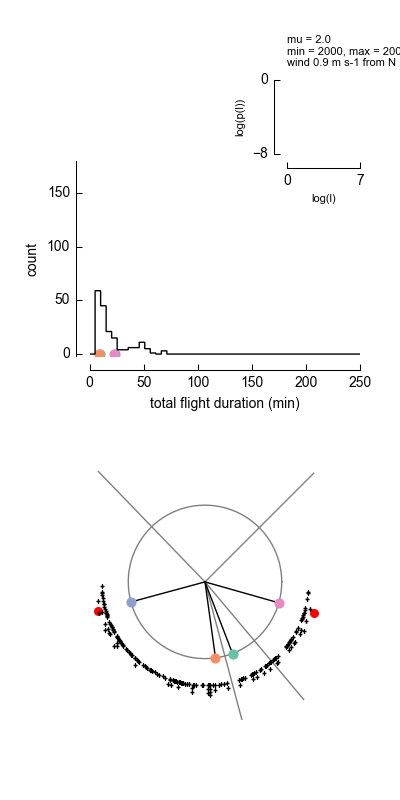 mu = 2.0
min = 2000, max = 200
wind 0.9 m s-1 from N
0
−8
log(p(l))
0 7
log(l)
150
100
50
0
count
0 50 100 150 200 250
total flight duration (min)